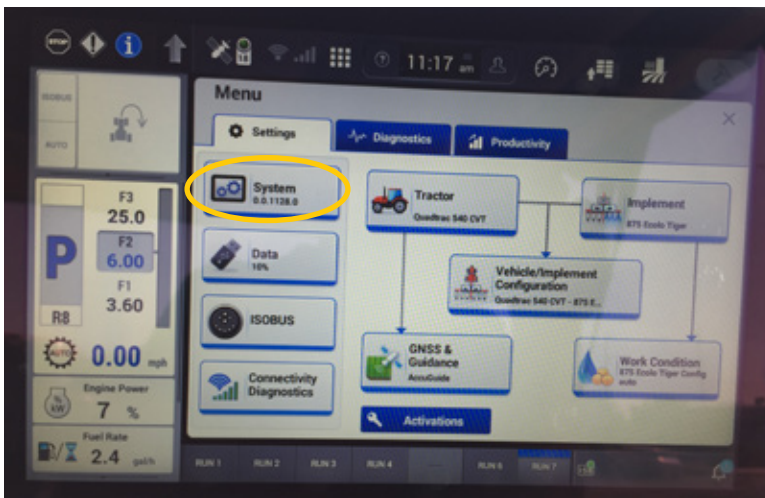 STOP
i
18
11:17 am
ISOBUS
AUTO
F3
25.0
F2
6.00
F1
3.60
P
R8
AUTO
0.00 mph
Engine Power
%
kW
7 %
Fuel Rate
2.4 gal/h
Menu
Settings
Diagnostics
Productivity
System
0.0.1128.0
Data
10%
ISOBUS
Connectivity
Diagnostics
Tractor
Quadtrac 540 CVT
Implement
875 Ecolo Tiger
Vehicle/Implement
Configuration
Quadtrac 540 CVT - 875 E...
GNSS &
Guidance
AccuGuide
Work Condition
875 Ecolo Tiger Config
auto
Activations
RUN 1
RUN 2
RUN 3
RUN 4
RUN 6
RUN 7